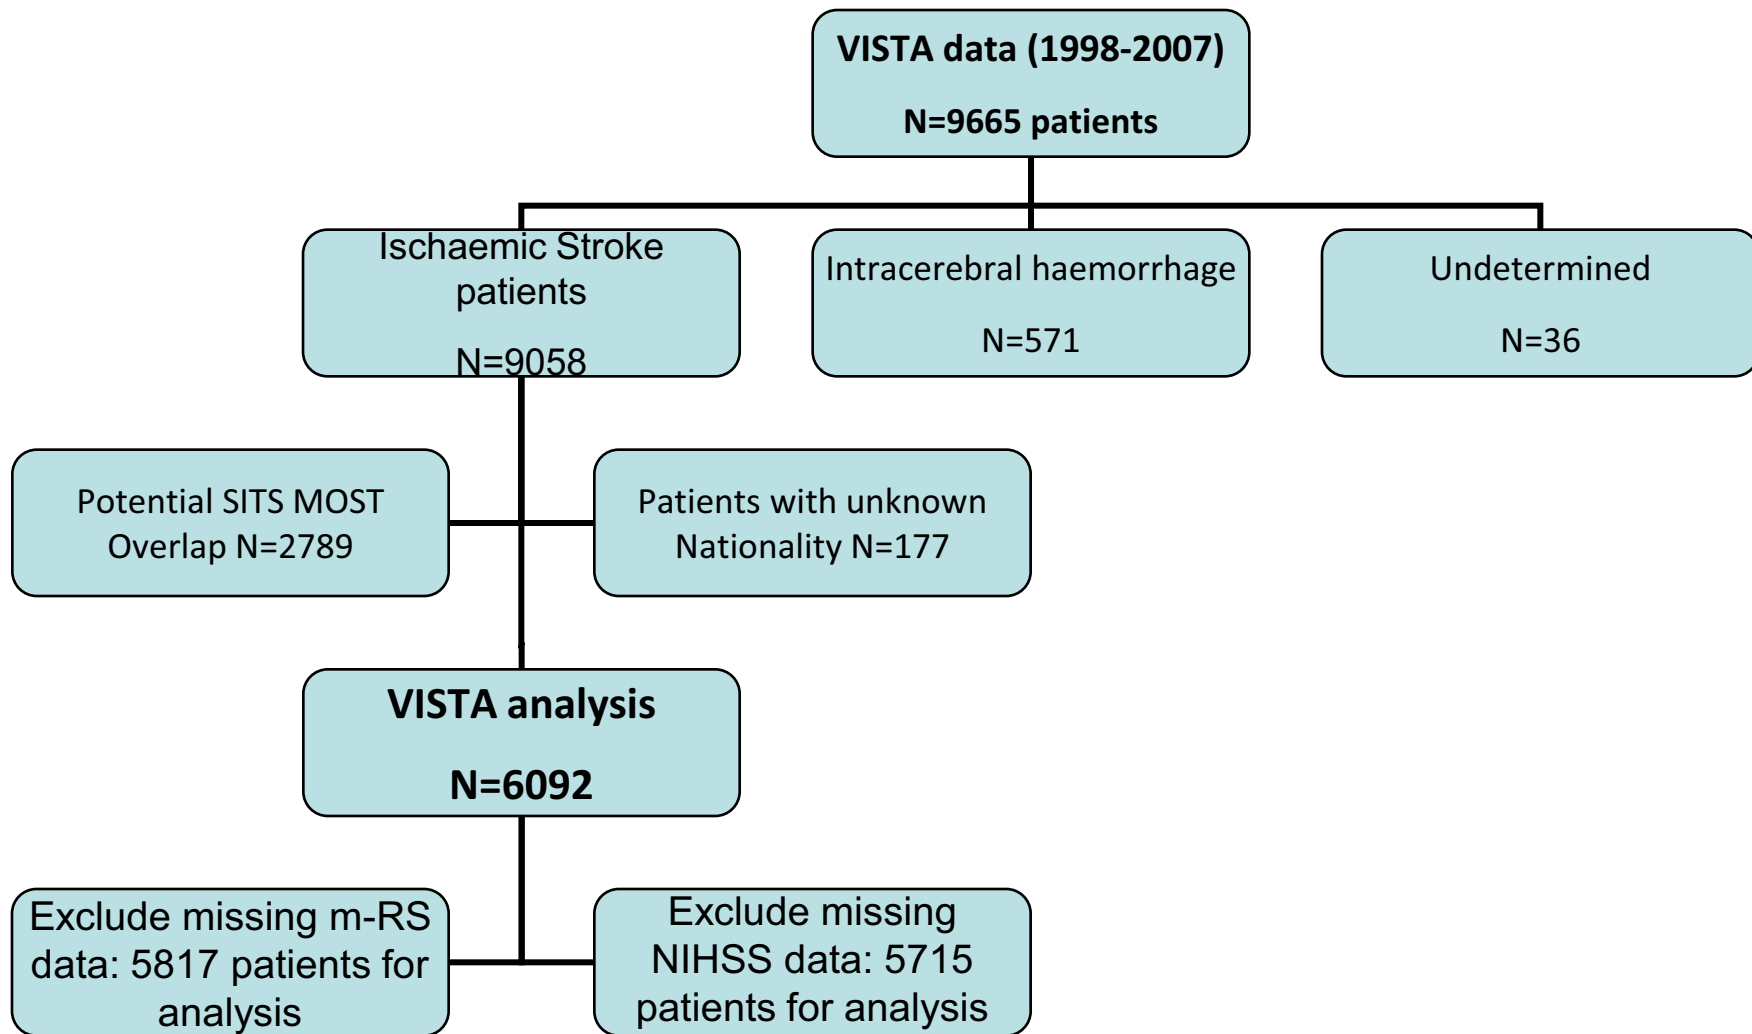 VISTA data (1998-2007)
N=9665 patients
Ischaemic Stroke
patients
N=9058
Intracerebral haemorrhage
N=571
Undetermined
N=36
Potential SITS MOST
Overlap N=2789
Patients with unknown
Nationality N=177
VISTA analysis
N=6092
Exclude missing m-RS
data: 5817 patients for
analysis
Exclude missing
NIHSS data: 5715
patients for analysis